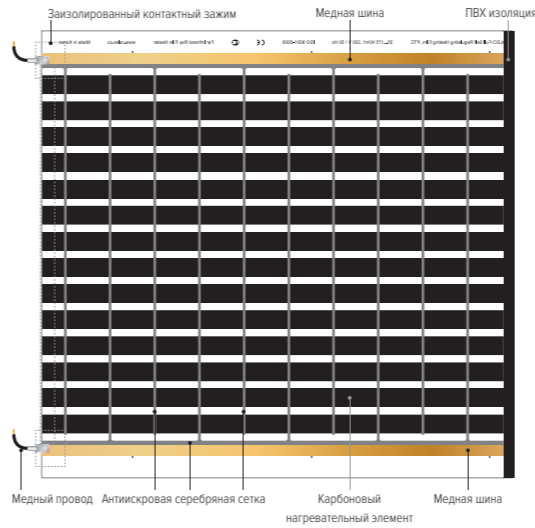 Заизолированный контактный зажим
Медная шина
ПВХ изоляция
Медный провод
Антиискровая серебряная сетка
Карбоновый
нагревательный элемент
Медная шина